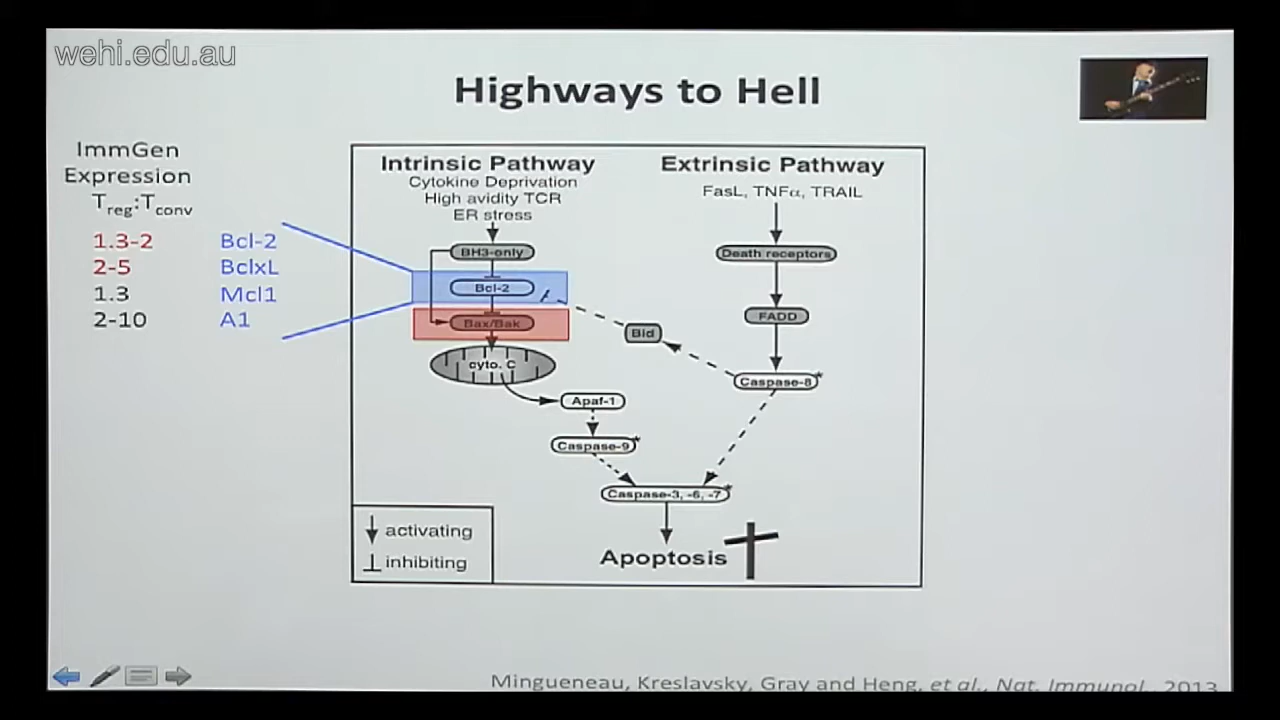 wehi.edu.au
Highways to Hell
ImmGen
Expression
Treg:Tconv
1.3-2 Bcl-2
2-5 BclxL
1.3 Mcl1
2-10 A1
Intrinsic Pathway
Cytokine Deprivation
High avidity TCR
ER stress
BH3-only
Bcl-2
Bax/Bak
cyto. C
Apaf-1
Caspase-9*
Extrinsic Pathway
FasL, TNFα, TRAIL
Death receptors
FADD
Bid
Caspase-8*
Caspase-3, -6, -7*
Apoptosis
activating
inhibiting
Mingueneau, Kreslavsky, Gray and Heng, et al., Nat. Immunol., 2013